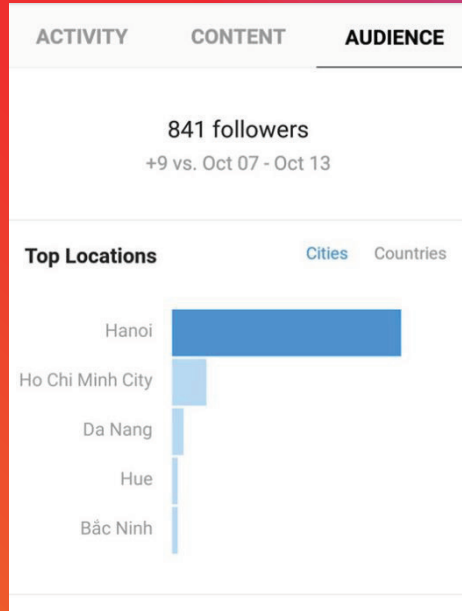 ACTIVITY CONTENT AUDIENCE
841 followers
+9 vs. Oct 07 - Oct 13
Top Locations Cities Countries
Hanoi
Ho Chi Minh City
Da Nang
Hue
Bắc Ninh